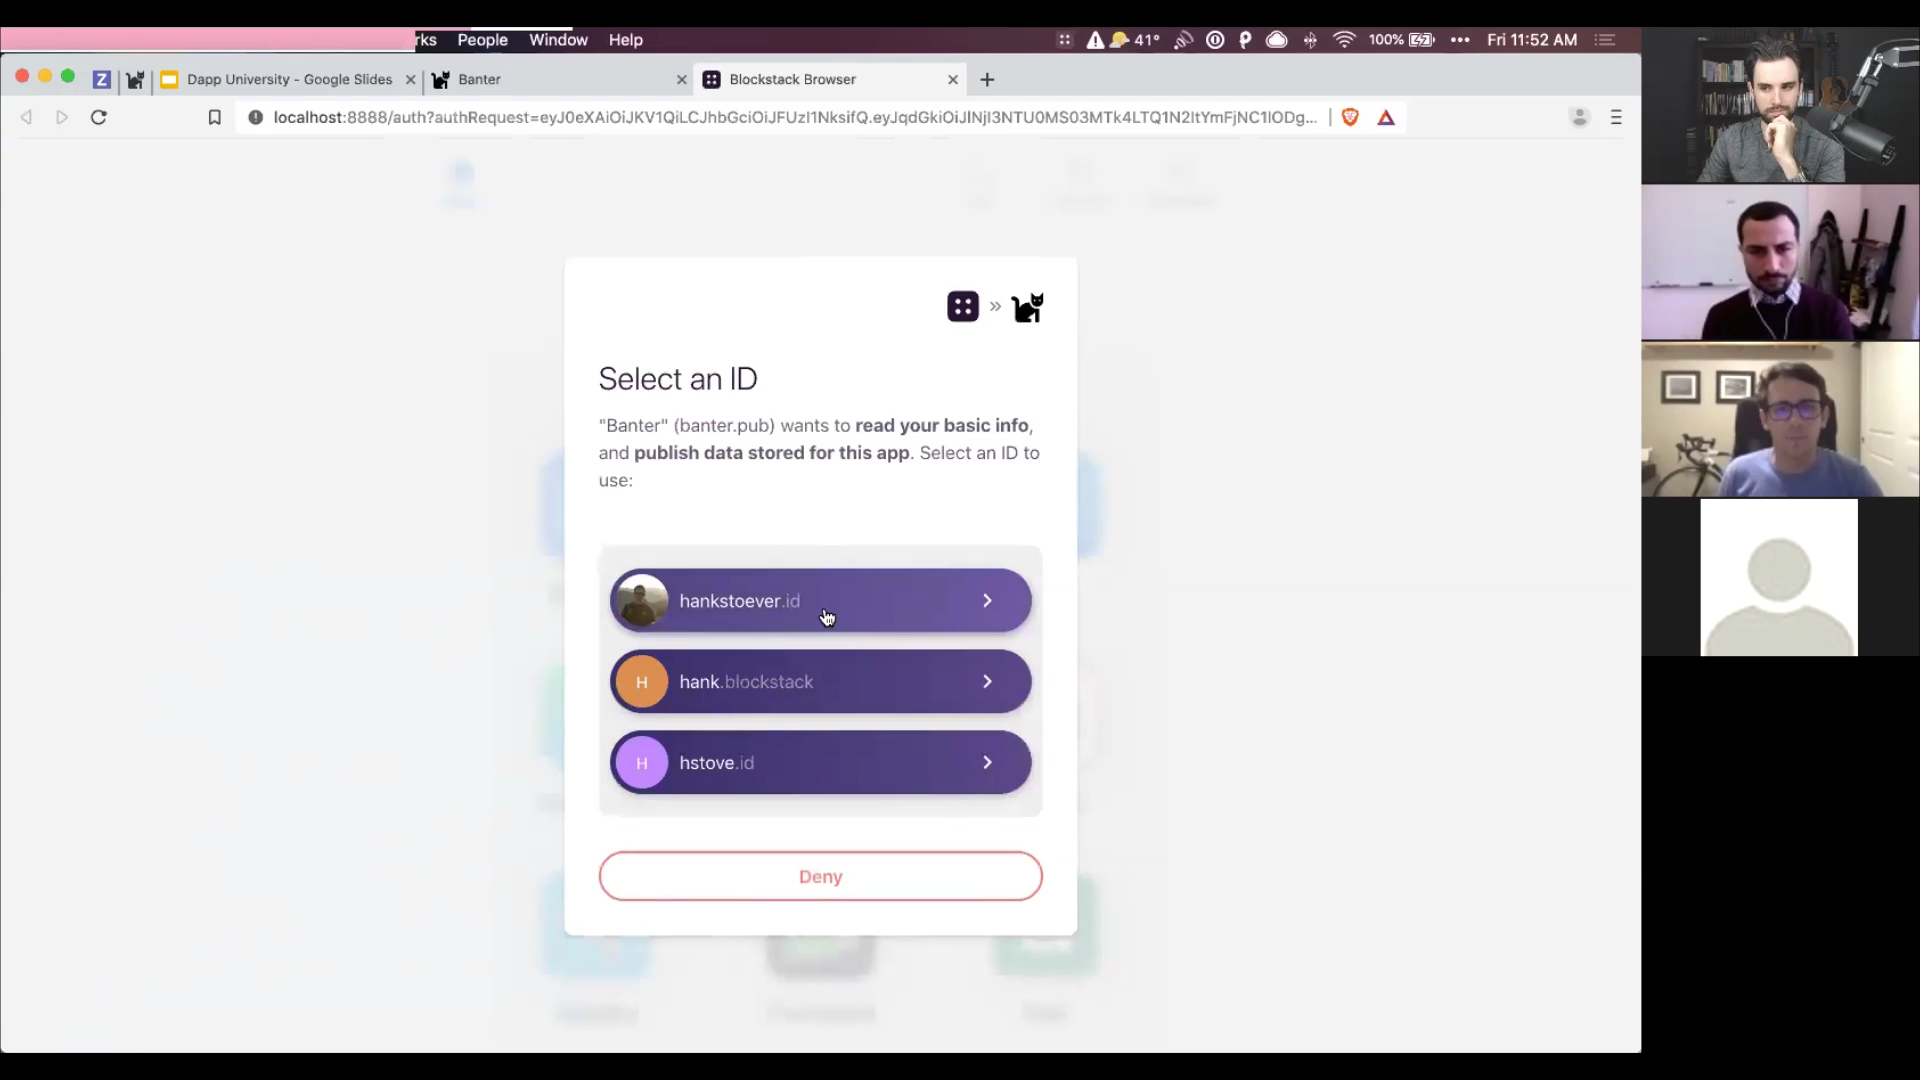 rks People Window Help 41° 100% Fri 11:52 AM
Z Dapp University - Google Slides Banter Blockstack Browser
localhost:8888/auth?authRequest=eyJ0eXAiOiJKV1QiLCJhbGciOiJFUzI1NksifQ.eyJqdGkiOiJlNjI3NTU0MS03MTk4LTQ1N2ItYmFjNC1lODg...
Select an ID
"Banter" (banter.pub) wants to read your basic info,
and publish data stored for this app. Select an ID to
use:
hankstoever.id
H hank.blockstack
H hstove.id
Deny